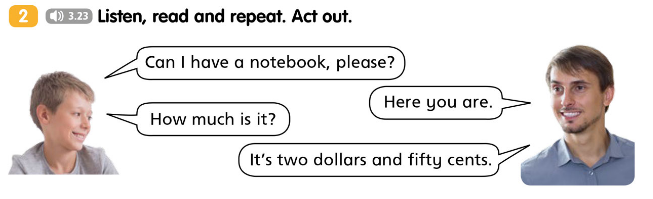 2 3.23 Listen, read and repeat. Act out.
Can I have a notebook, please?
Here you are.
How much is it?
It's two dollars and fifty cents.